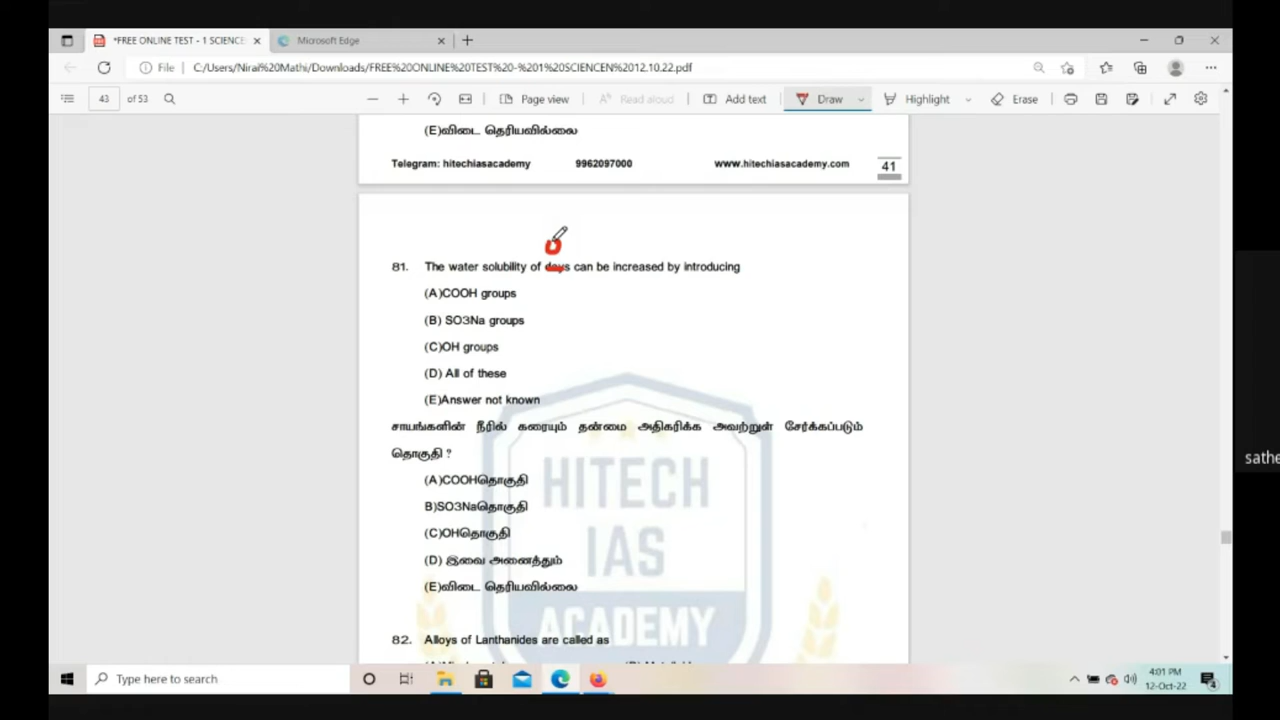 *FREE ONLINE TEST - 1 SCIENCE
Microsoft Edge
File C:/Users/Nirai%20Mathi/Downloads/FREE%20ONLINE%20TEST%20-%201%20SCIENCEN%2012.10.22.pdf
43 of 53 Page view Read aloud Add text Draw Highlight Erase
(E)விடை தெரியவில்லை
Telegram: hitechiasacademy 9962097000 www.hitechiasacademy.com 41
81. The water solubility of days can be increased by introducing
(A)COOH groups
(B) SO3Na groups
(C)OH groups
(D) All of these
(E)Answer not known
சாயங்களின் நீரில் கரையும் தன்மை அதிகரிக்க அவற்றுள் சேர்க்கப்படும்
தொகுதி ?
(A)COOHதொகுதி
B)SO3Naதொகுதி
(C)OHதொகுதி
(D) இவை அனைத்தும்
(E)விடை தெரியவில்லை
HITECH
IAS
ACADEMY
82. Alloys of Lanthanides are called as
sathe
Type here to search
4:01 PM
12-Oct-22
4